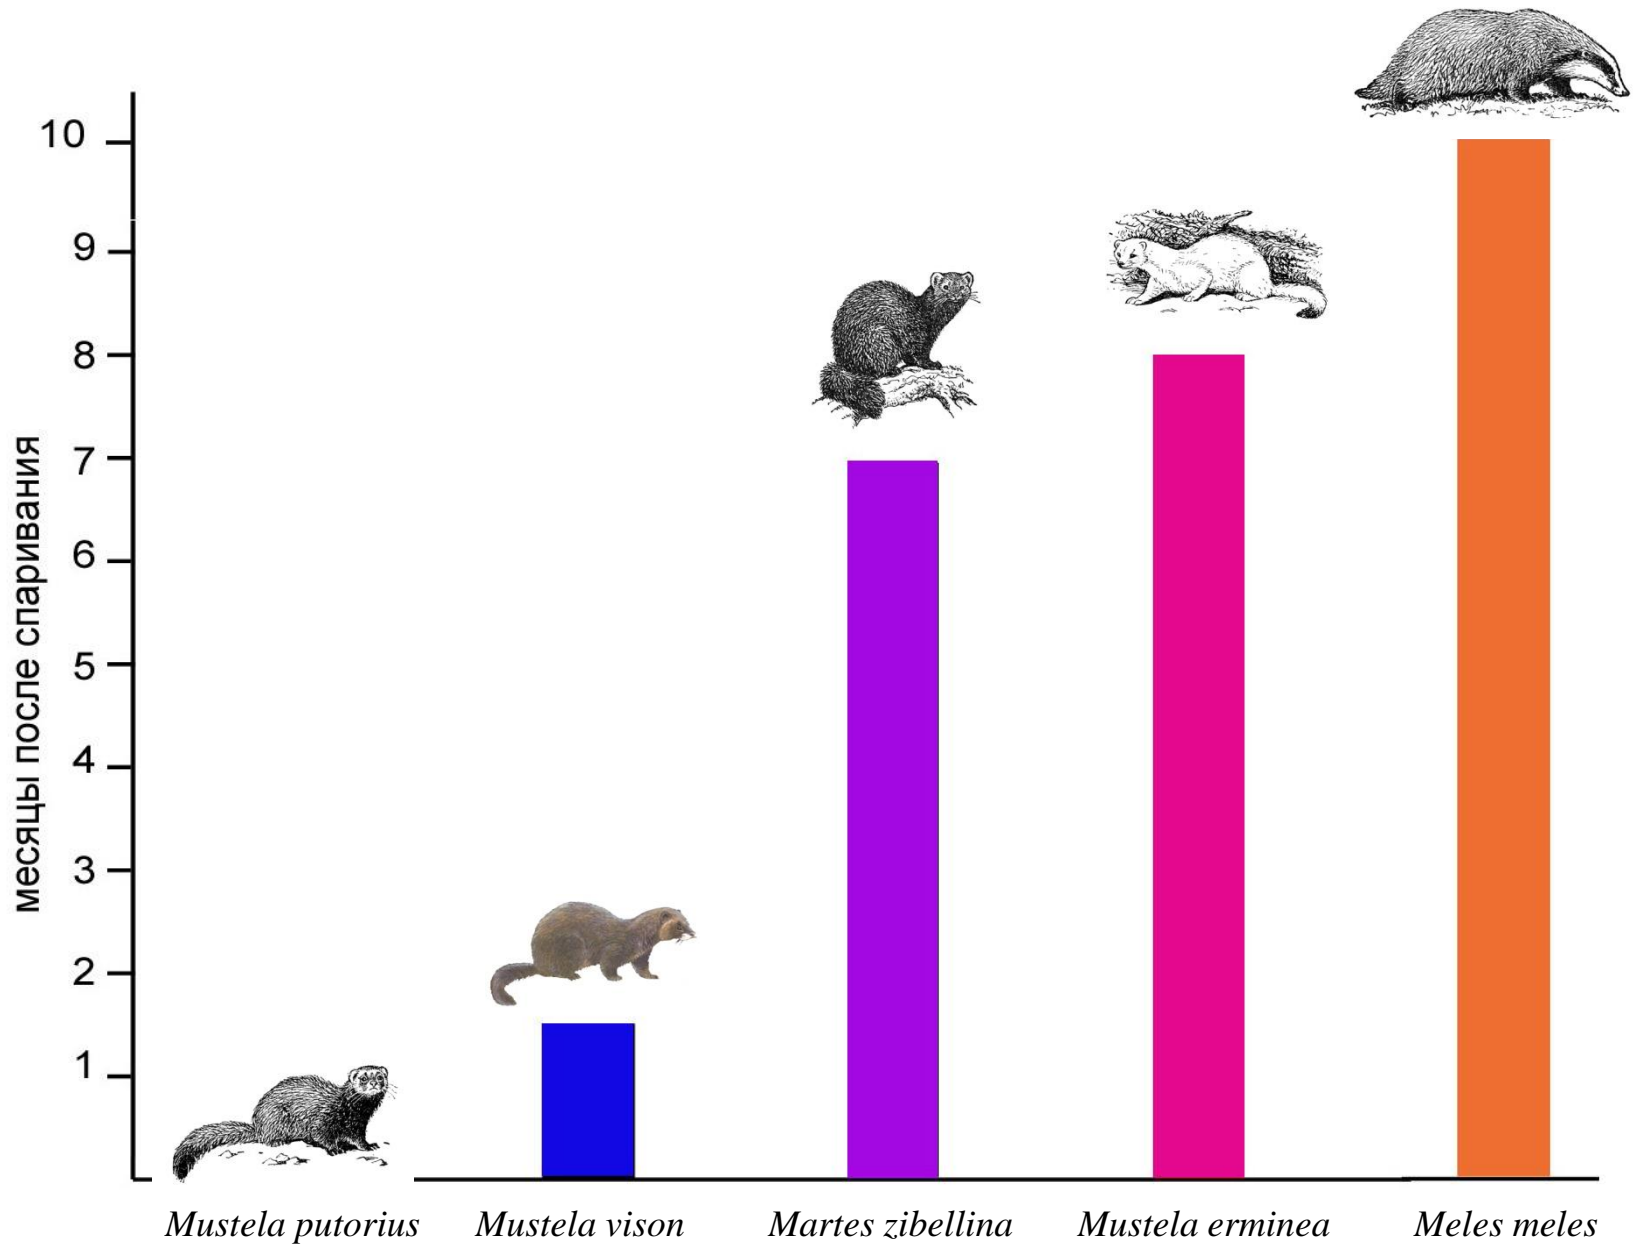 10
9
8
7
6
5
4
3
2
1
месяцы после спаривания
Mustela putorius
Mustela vison
Martes zibellina
Mustela erminea
Meles meles